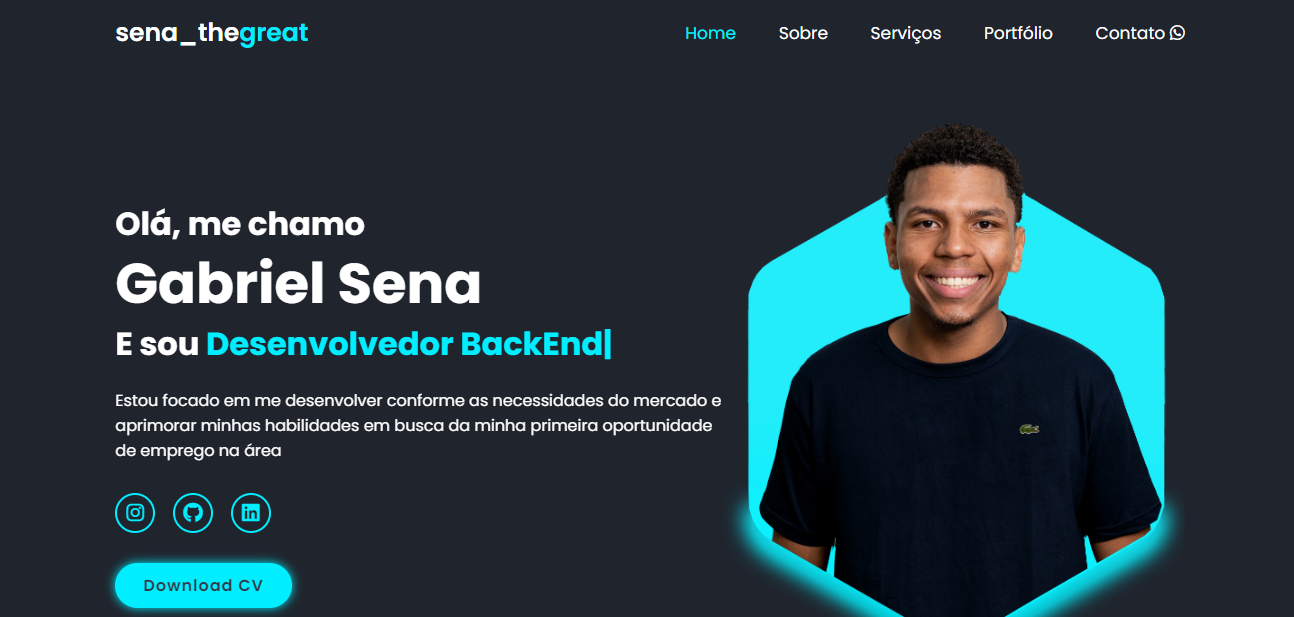 sena_thegreat
Home Sobre Serviços Portfólio Contato
Olá, me chamo
Gabriel Sena
E sou Desenvolvedor BackEnd|
Estou focado em me desenvolver conforme as necessidades do mercado e
aprimorar minhas habilidades em busca da minha primeira oportunidade
de emprego na área
in
Download CV